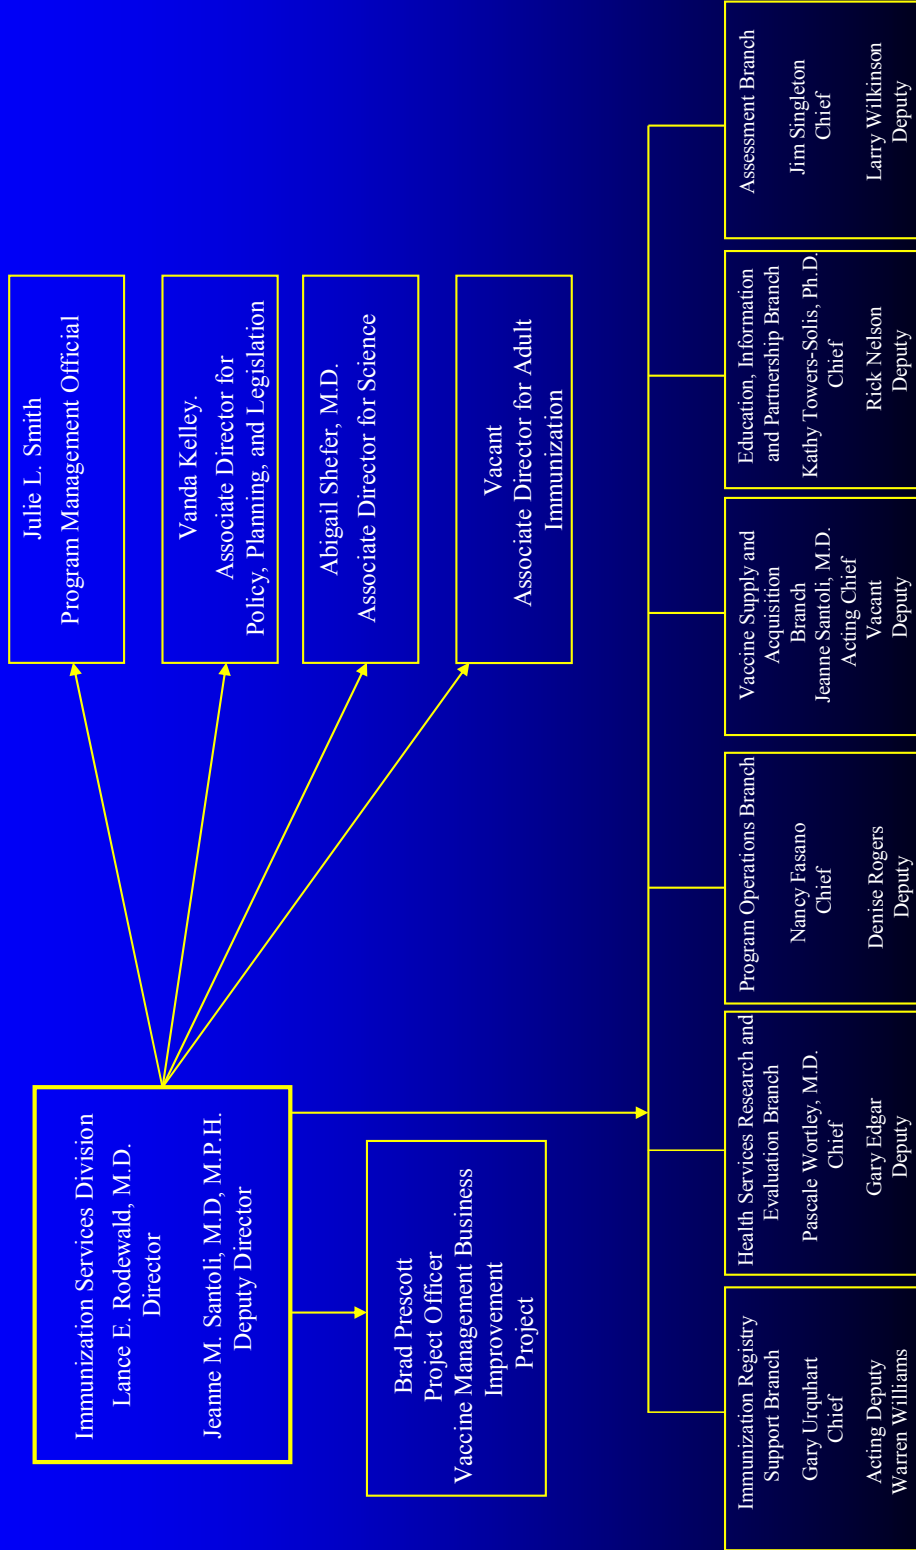 Immunization Services Division
Lance E. Rodewald, M.D.
Director
Jeanne M. Santoli, M.D, M.P.H.
Deputy Director
Julie L. Smith
Program Management Official
Vanda Kelley.
Associate Director for
Policy, Planning, and Legislation
Abigail Shefer, M.D.
Associate Director for Science
Vacant
Associate Director for Adult
Immunization
Brad Prescott
Project Officer
Vaccine Management Business
Improvement
Project
Immunization Registry
Support Branch
Gary Urquhart
Chief
Acting Deputy
Warren Williams
Health Services Research and
Evaluation Branch
Pascale Wortley, M.D.
Chief
Gary Edgar
Deputy
Program Operations Branch
Nancy Fasano
Chief
Denise Rogers
Deputy
Vaccine Supply and
Acquisition
Branch
Jeanne Santoli, M.D.
Acting Chief
Vacant
Deputy
Education, Information
and Partnership Branch
Kathy Towers-Solis, Ph.D.
Chief
Rick Nelson
Deputy
Assessment Branch
Jim Singleton
Chief
Larry Wilkinson
Deputy